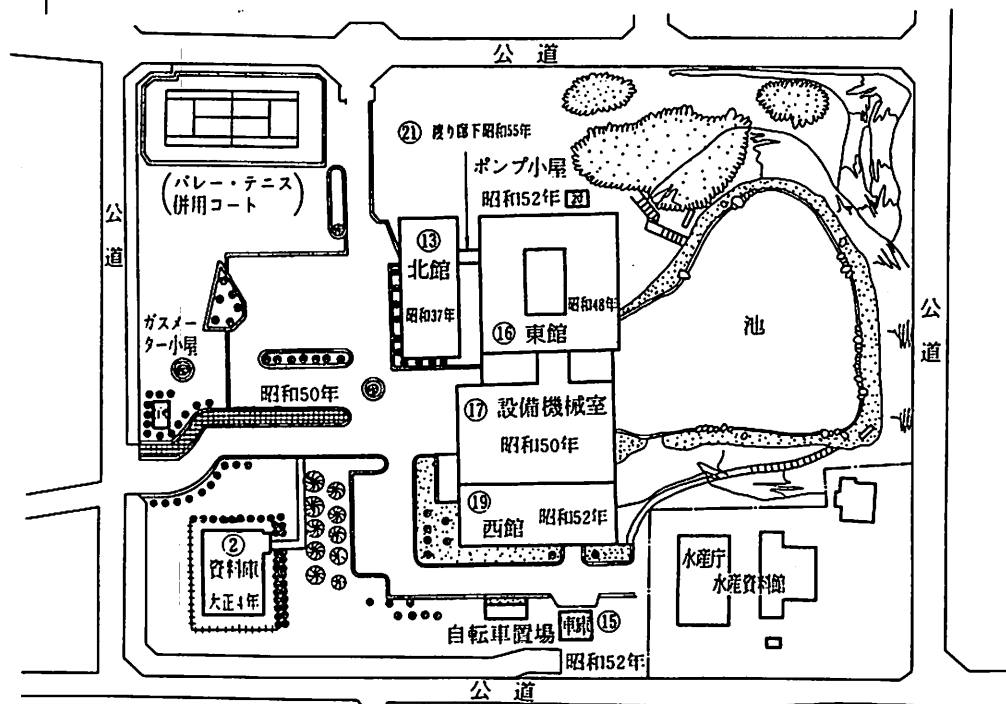 公道
㉑ 渡り廊下昭和55年
ポンプ小屋
昭和52年 20
(バレー・テニス
併用コート)
公道
⑬
北館
昭和37年
昭和48年
⑯ 東館
池
公道
ガスメー
ター小屋
昭和50年
⑰ 設備機械室
昭和50年
⑲
西館
昭和52年
②
資料庫
大正4年
水産庁
水産資料館
自転車置場
車庫 ⑮
昭和52年
公道